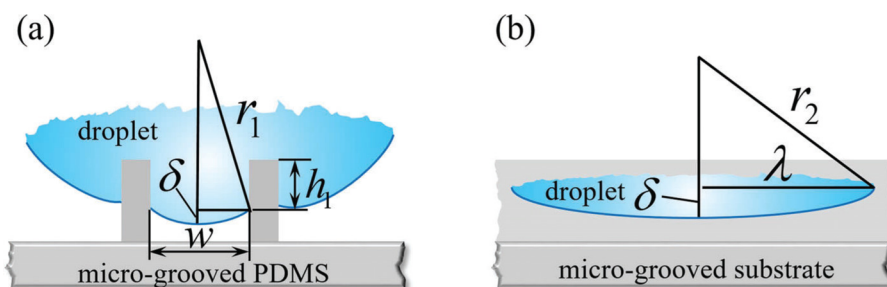 (a)
r₁
droplet
δ
h₁
w
micro-grooved PDMS
(b)
r₂
λ
droplet
δ
micro-grooved substrate